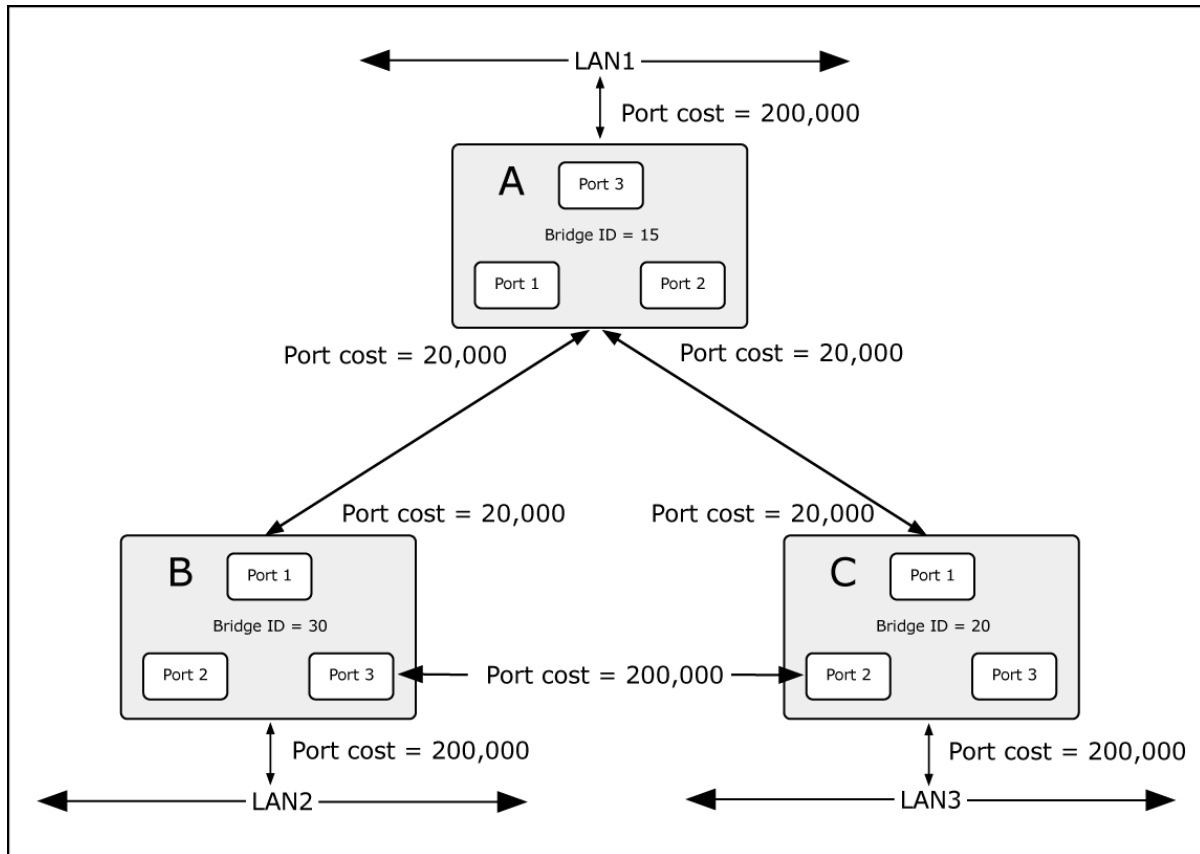 LAN1
Port cost = 200,000
A
Port 3
Bridge ID = 15
Port 1
Port 2
Port cost = 20,000
Port cost = 20,000
Port cost = 20,000
Port cost = 20,000
B
Port 1
Bridge ID = 30
Port 2
Port 3
Port cost = 200,000
C
Port 1
Bridge ID = 20
Port 2
Port 3
Port cost = 200,000
Port cost = 200,000
LAN2
LAN3